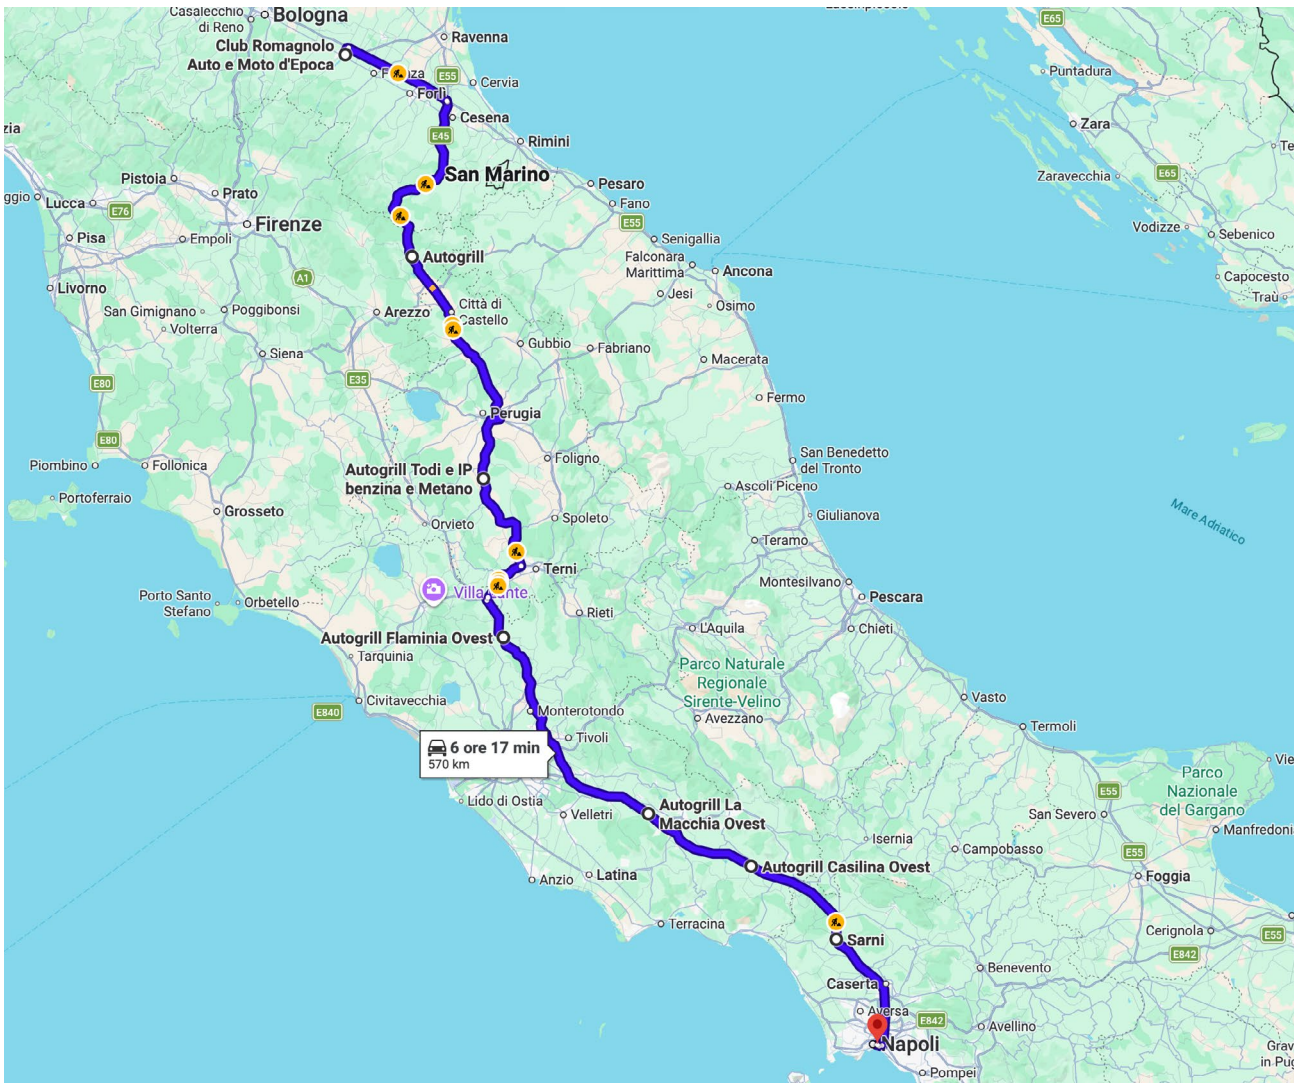 Casalecchio
di Reno
Bologna
Club Romagnolo
Auto e Moto d'Epoca
Ravenna
E55
Cervia
Forlì
Cesena
E45
Rimini
San Marino
Pesaro
Fano
E55
Senigallia
Falconara
Marittima
Ancona
Jesi
Osimo
E65
Puntadura
Zara
Zaravecchia
E65
Vodizze
Sebenico
Capocesto
Traù
Pistoia
Prato
Lucca
E76
Firenze
Pisa
Empoli
Livorno
A1
San Gimignano
Poggibonsi
Volterra
Arezzo
Siena
Autogrill
Città di
Castello
Gubbio
Fabriano
Macerata
E35
E80
Fermo
Perugia
E80
Piombino
Follonica
Foligno
San Benedetto
del Tronto
Autogrill Todi e IP
benzina e Metano
Ascoli Piceno
Portoferraio
Grosseto
Orvieto
Spoleto
Giulianova
Mare Adriatico
Teramo
Terni
Montesilvano
Porto Santo
Stefano
Orbetello
Rieti
Pescara
Autogrill Flaminia Ovest
L'Aquila
Chieti
Tarquinia
Parco Naturale
Regionale
Sirente-Velino
Civitavecchia
E840
Monterotondo
Avezzano
Vasto
Termoli
Tivoli
6 ore 17 min
570 km
Parco
Nazionale
del Gargano
E55
Lido di Ostia
Velletri
Autogrill La
Macchia Ovest
San Severo
Isernia
Campobasso
E55
Autogrill Casilina Ovest
Anzio
Latina
Foggia
Terracina
Sarni
Cerignola
E55
E842
Benevento
Caserta
Aversa
E842
Avellino
Napoli
Pompei